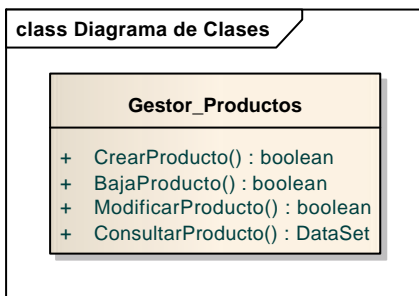 class Diagrama de Clases
Gestor_Productos
+ CrearProducto() : boolean
+ BajaProducto() : boolean
+ ModificarProducto() : boolean
+ ConsultarProducto() : DataSet